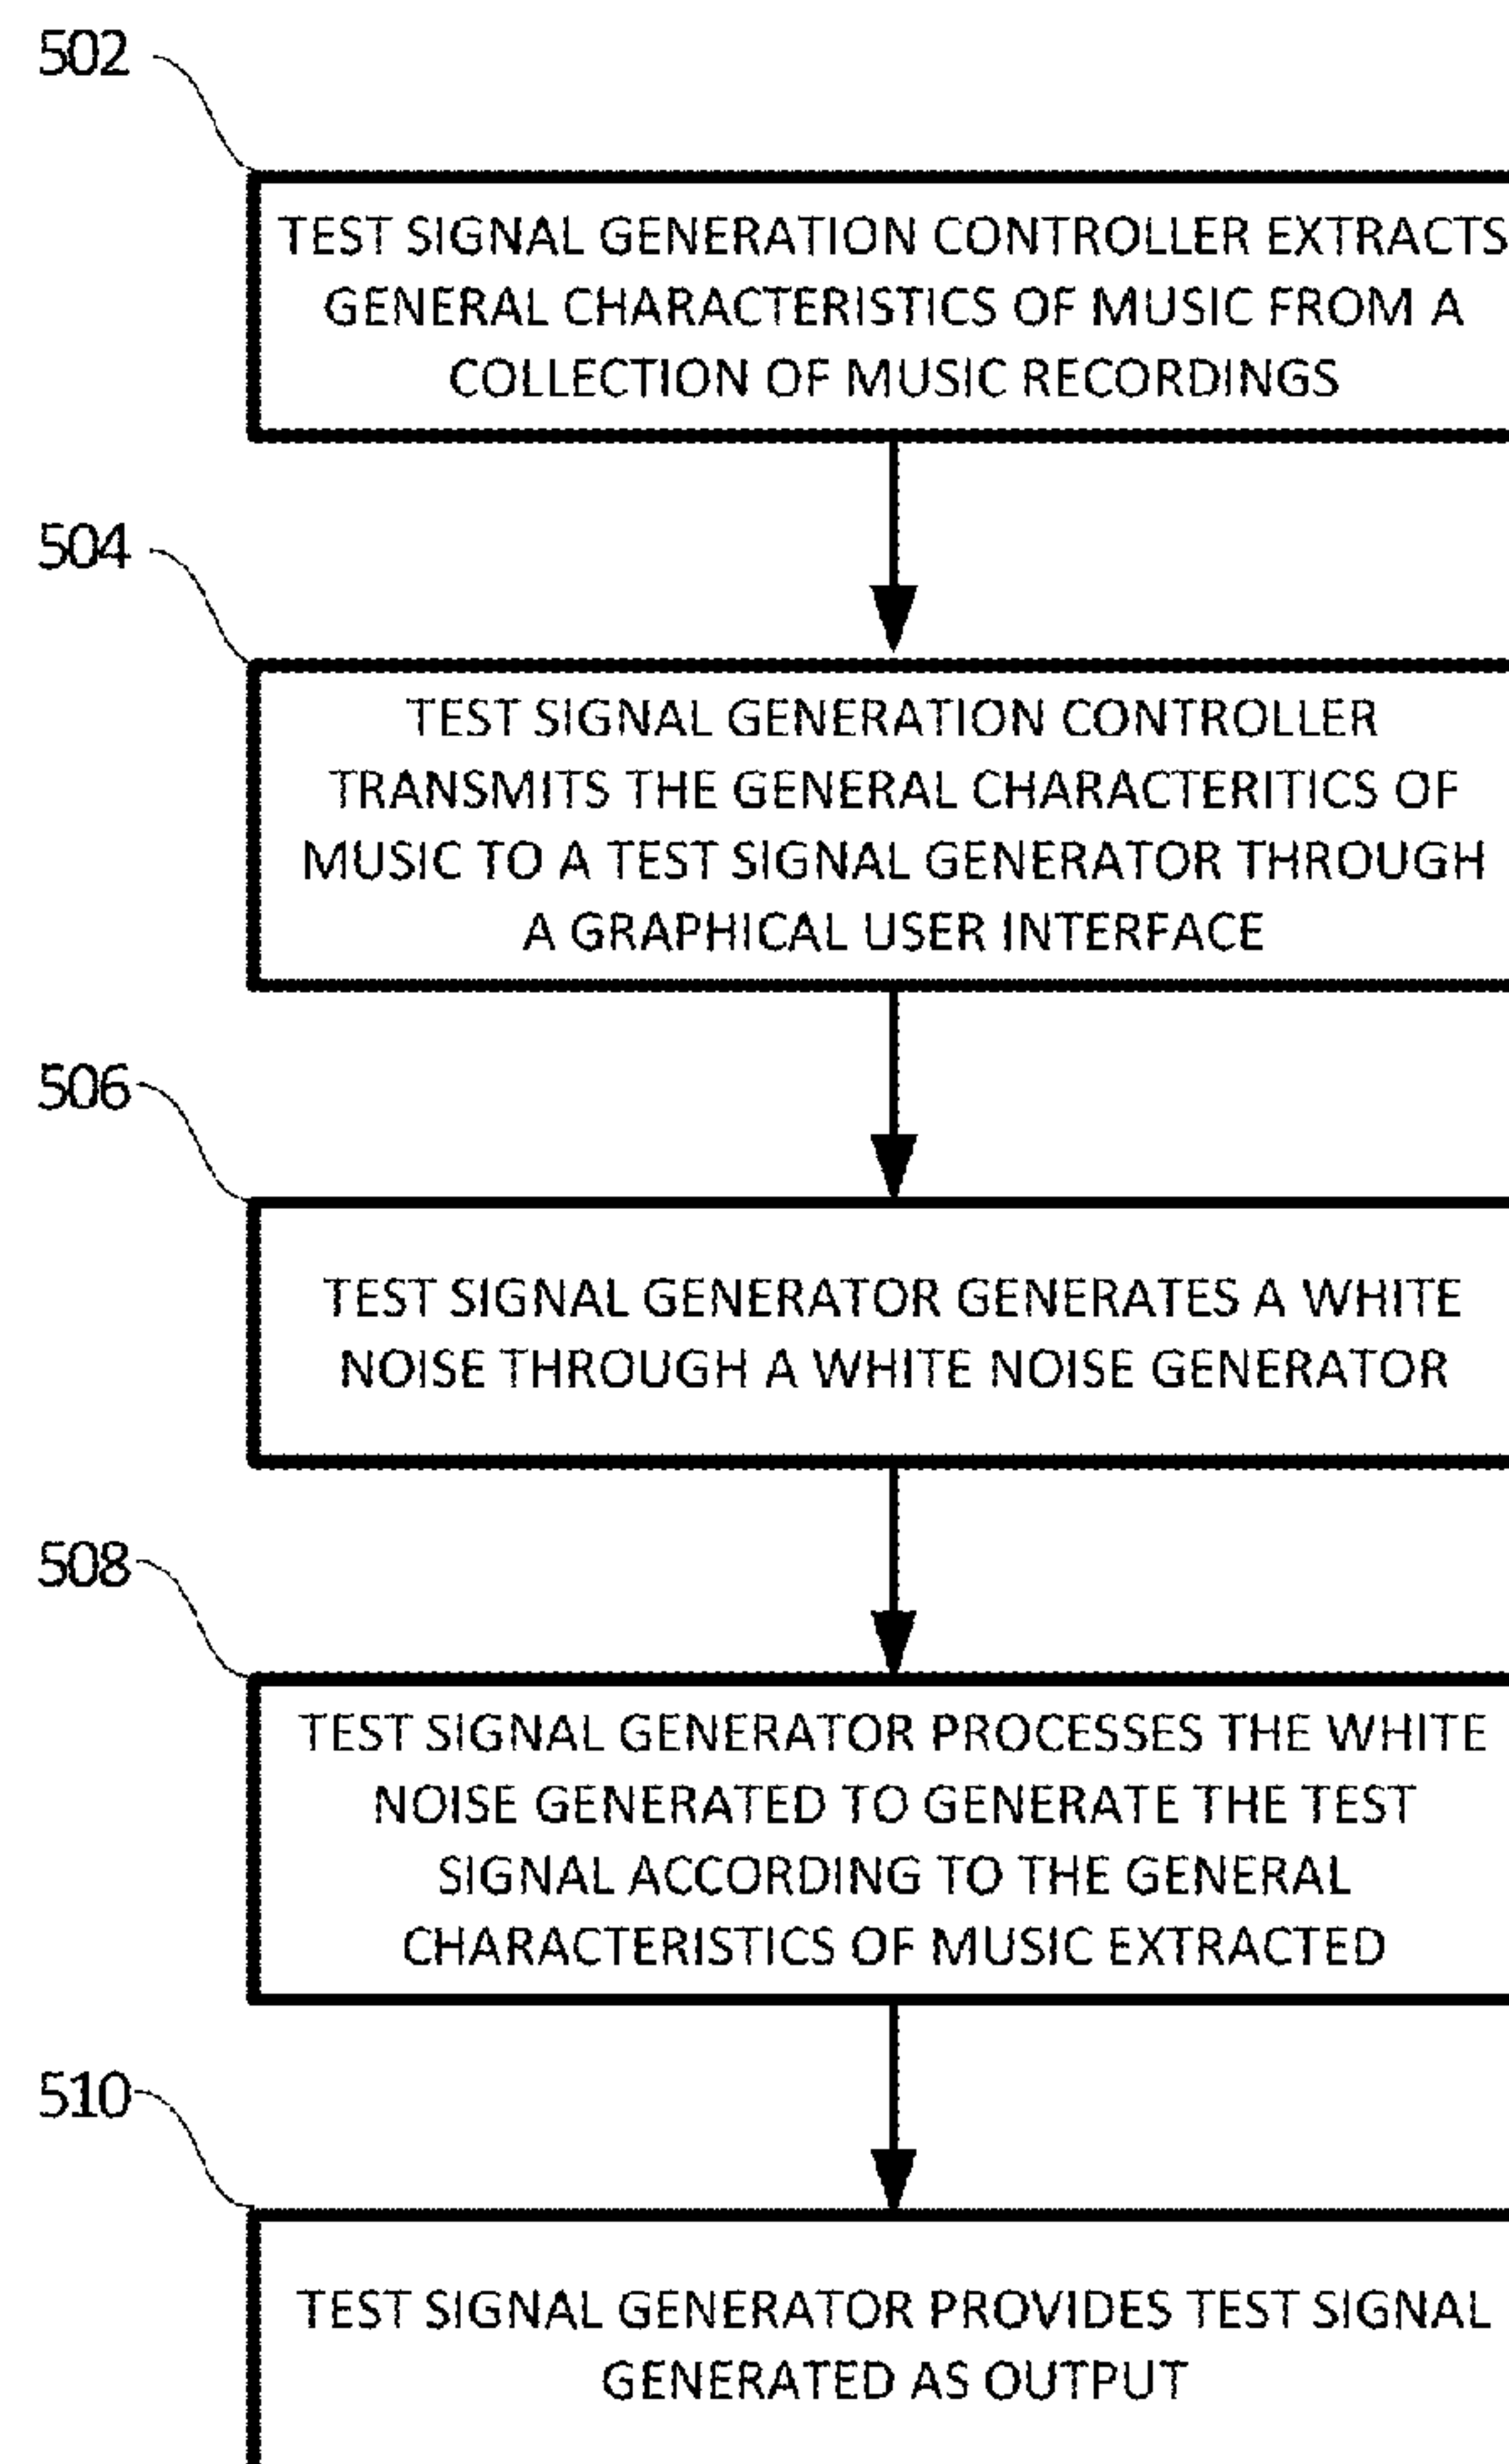 502
TEST SIGNAL GENERATION CONTROLLER EXTRACTS
GENERAL CHARACTERISTICS OF MUSIC FROM A
COLLECTION OF MUSIC RECORDINGS
504
TEST SIGNAL GENERATION CONTROLLER
TRANSMITS THE GENERAL CHARACTERITICS OF
MUSIC TO A TEST SIGNAL GENERATOR THROUGH
A GRAPHICAL USER INTERFACE
506
TEST SIGNAL GENERATOR GENERATES A WHITE
NOISE THROUGH A WHITE NOISE GENERATOR
508
TEST SIGNAL GENERATOR PROCESSES THE WHITE
NOISE GENERATED TO GENERATE THE TEST
SIGNAL ACCORDING TO THE GENERAL
CHARACTERISTICS OF MUSIC EXTRACTED
510
TEST SIGNAL GENERATOR PROVIDES TEST SIGNAL
GENERATED AS OUTPUT